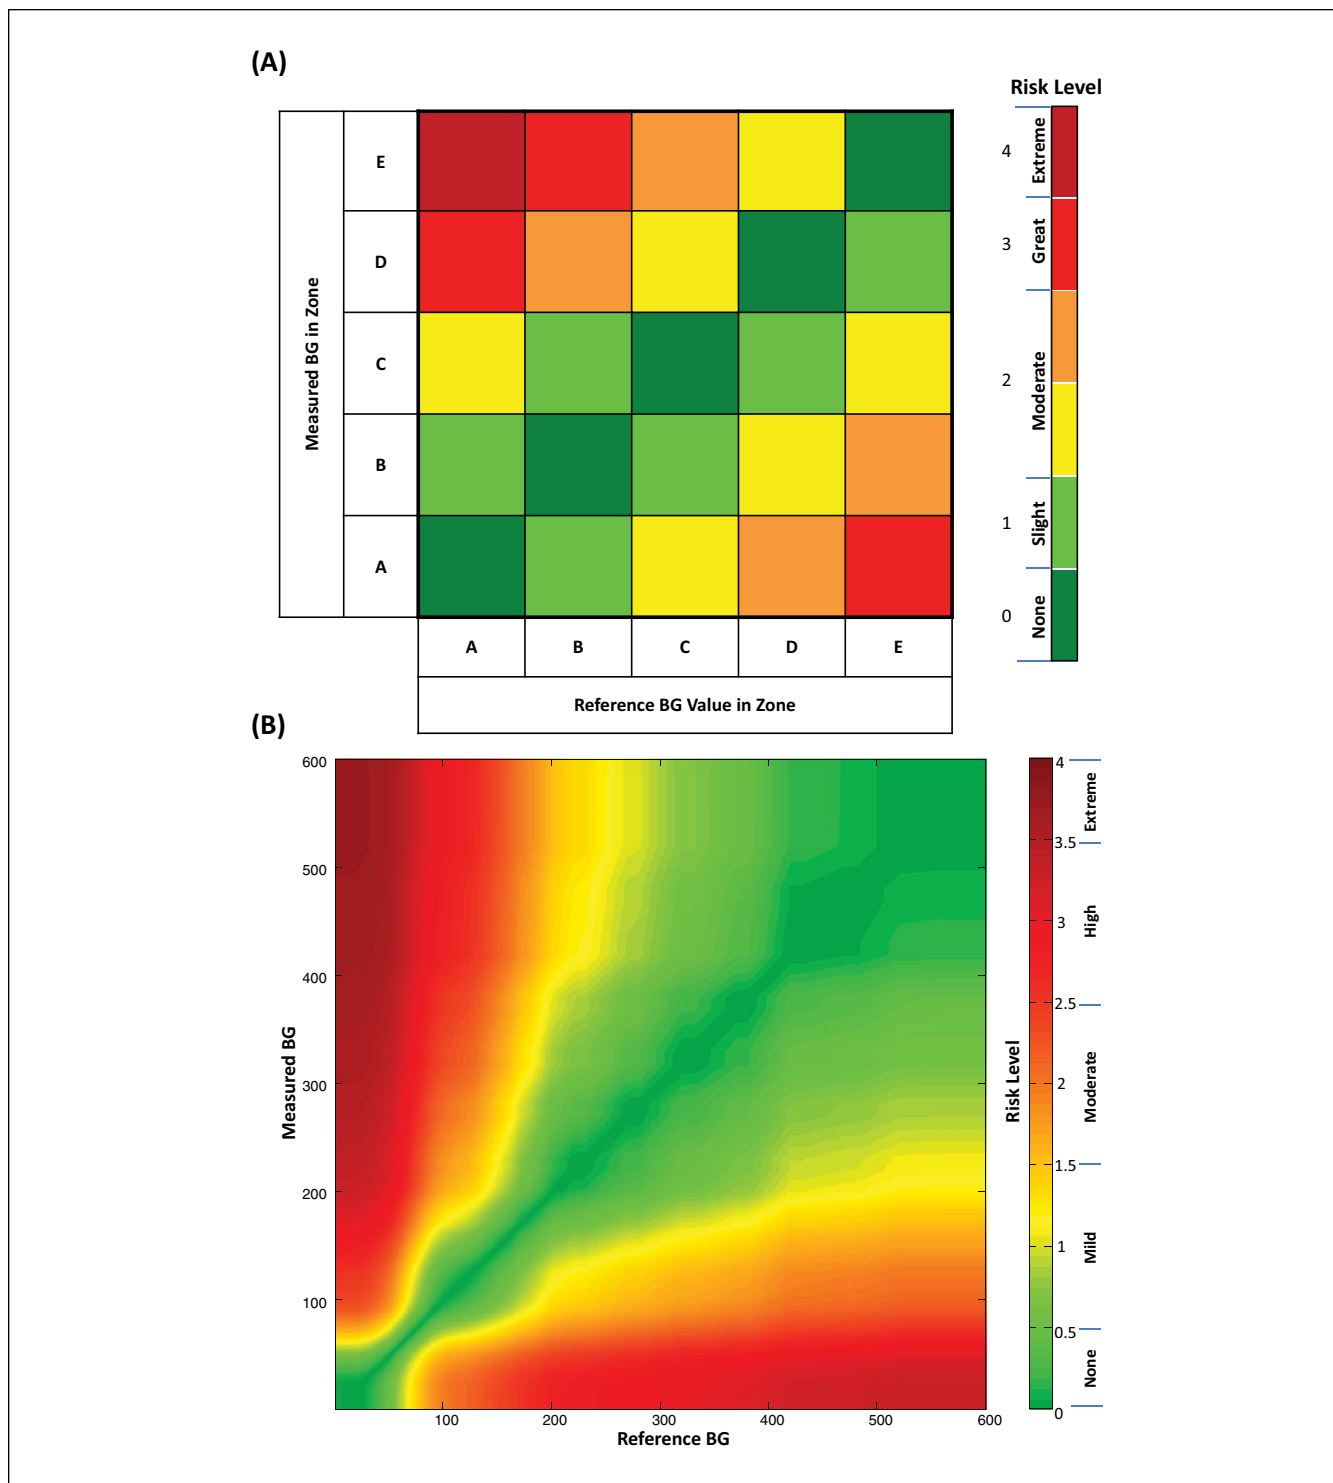 (A)
Risk Level
Measured BG in Zone
E
D
C
B
A
A B C D E
Reference BG Value in Zone
4 Extreme
3 Great
2 Moderate
1 Slight
0 None
(B)
Measured BG
600
500
400
300
200
100
100 200 300 400 500 600
Reference BG
Risk Level
4
3.5
3
2.5
2
1.5
1
0.5
0
Extreme
High
Moderate
Mild
None